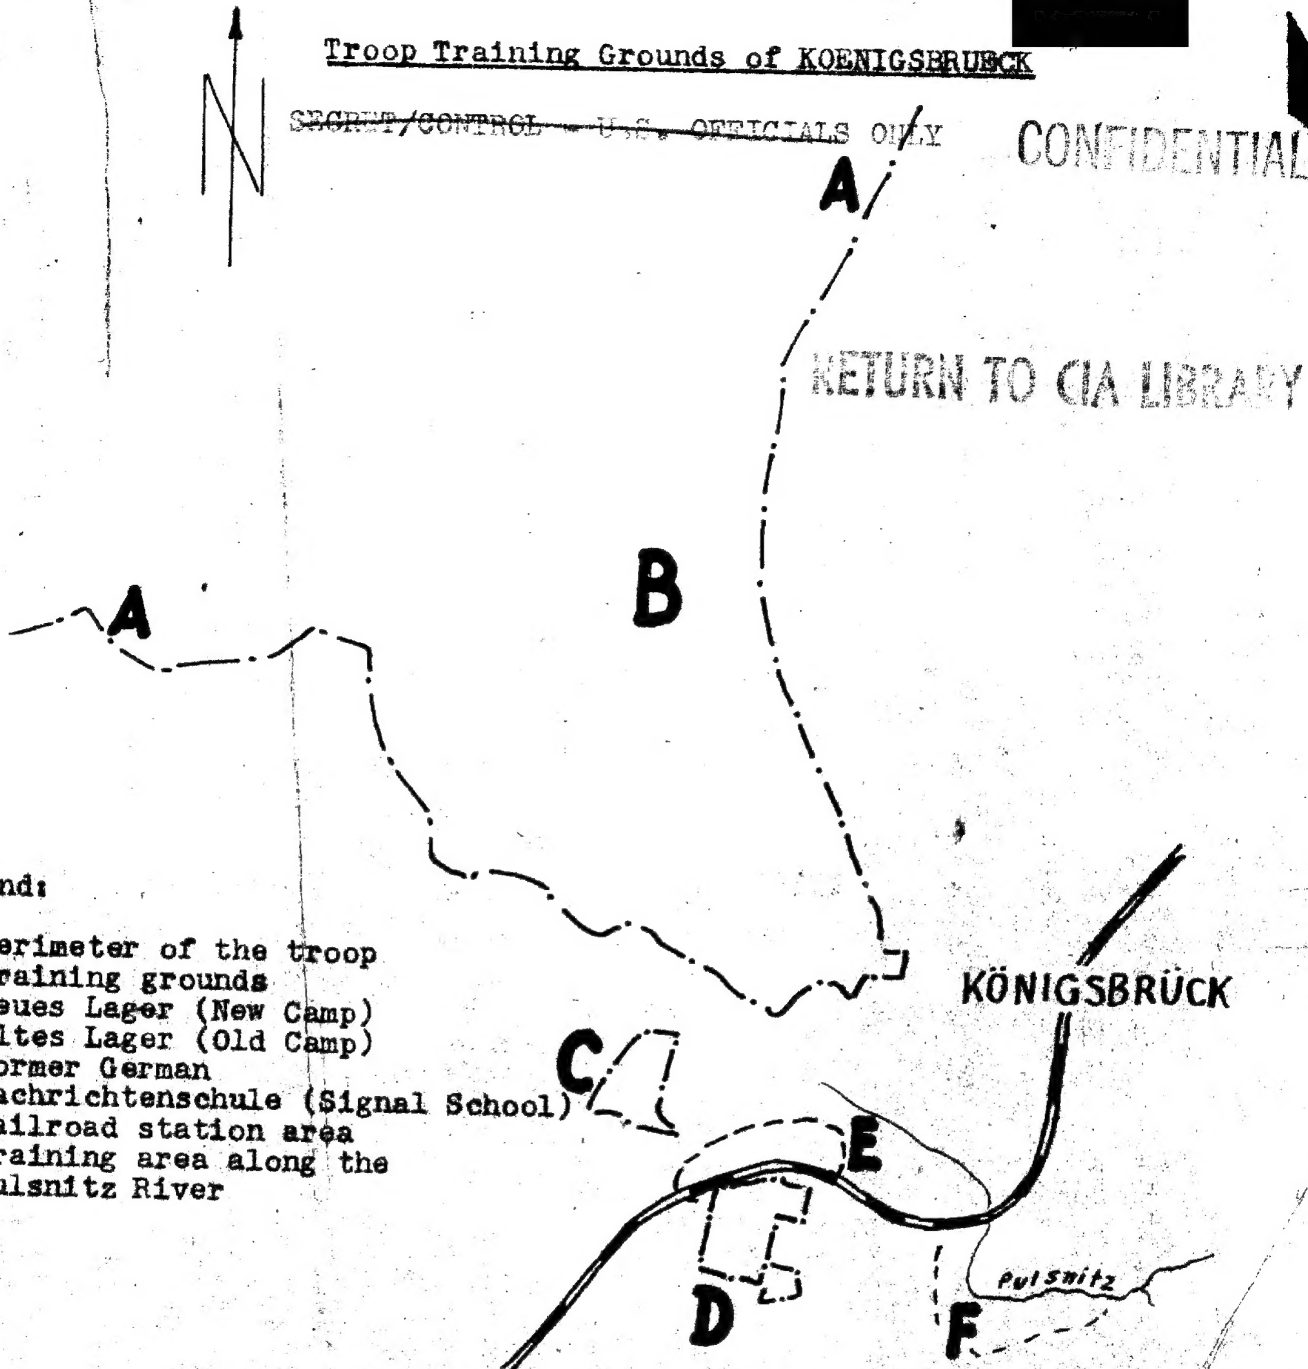 Troop Training Grounds of KOENIGSBRUECK
SECRET/CONTROL - U.S. OFFICIALS ONLY
CONFIDENTIAL
N
A
RETURN TO CIA LIBRARY
B
A
nd:
erimeter of the troop
raining grounds
eues Lager (New Camp)
ltes Lager (Old Camp)
ormer German
achrichtenschule (Signal School)
ailroad station area
raining area along the
ulsnitz River
KÖNIGSBRÜCK
C
E
D
Pulsnitz
F